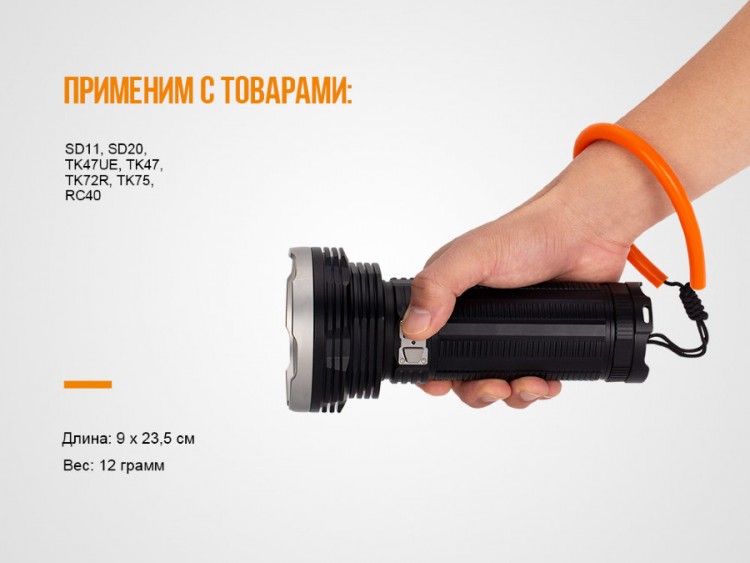 ПРИМЕНИМ С ТОВАРАМИ:
SD11, SD20,
TK47UE, TK47,
TK72R, TK75,
RC40
Длина: 9 x 23,5 см
Вес: 12 грамм